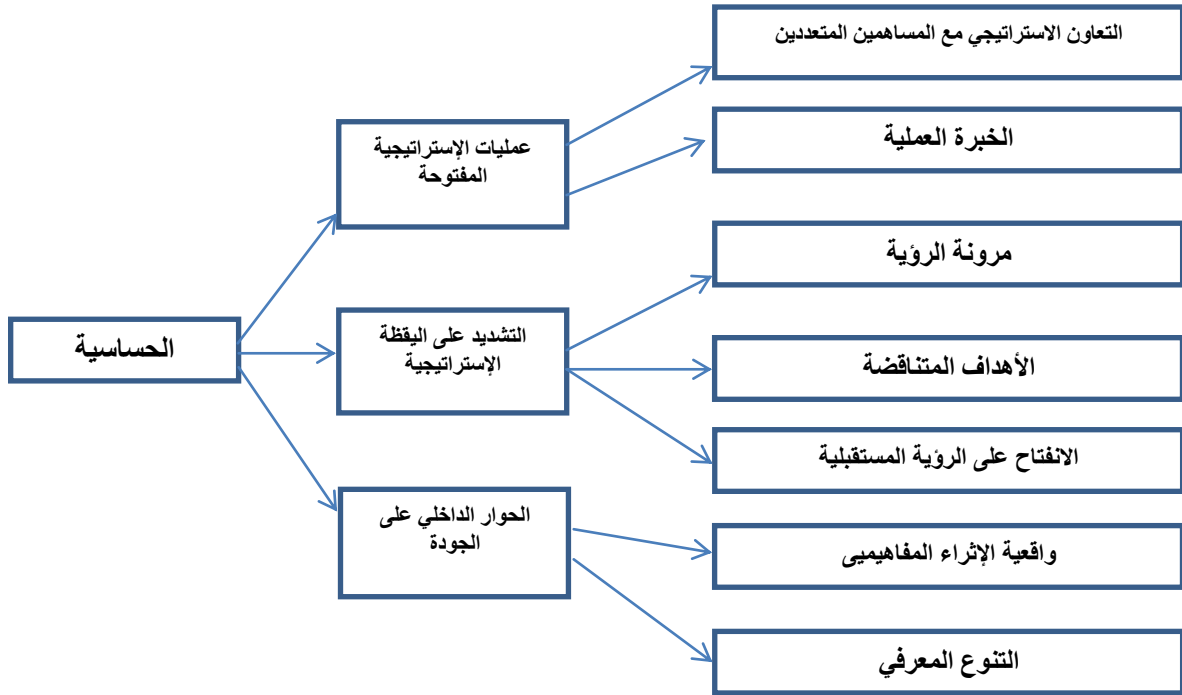 التعاون الاستراتيجي مع المساهمين المتعددين
عمليات الإستراتيجية
المفتوحة
الخبرة العملية
مرونة الرؤية
الحساسية
التشديد على اليقظة
الإستراتيجية
الأهداف المتناقضة
الانفتاح على الرؤية المستقبلية
الحوار الداخلي على
الجودة
واقعية الإثراء المفاهيميى
التنوع المعرفي